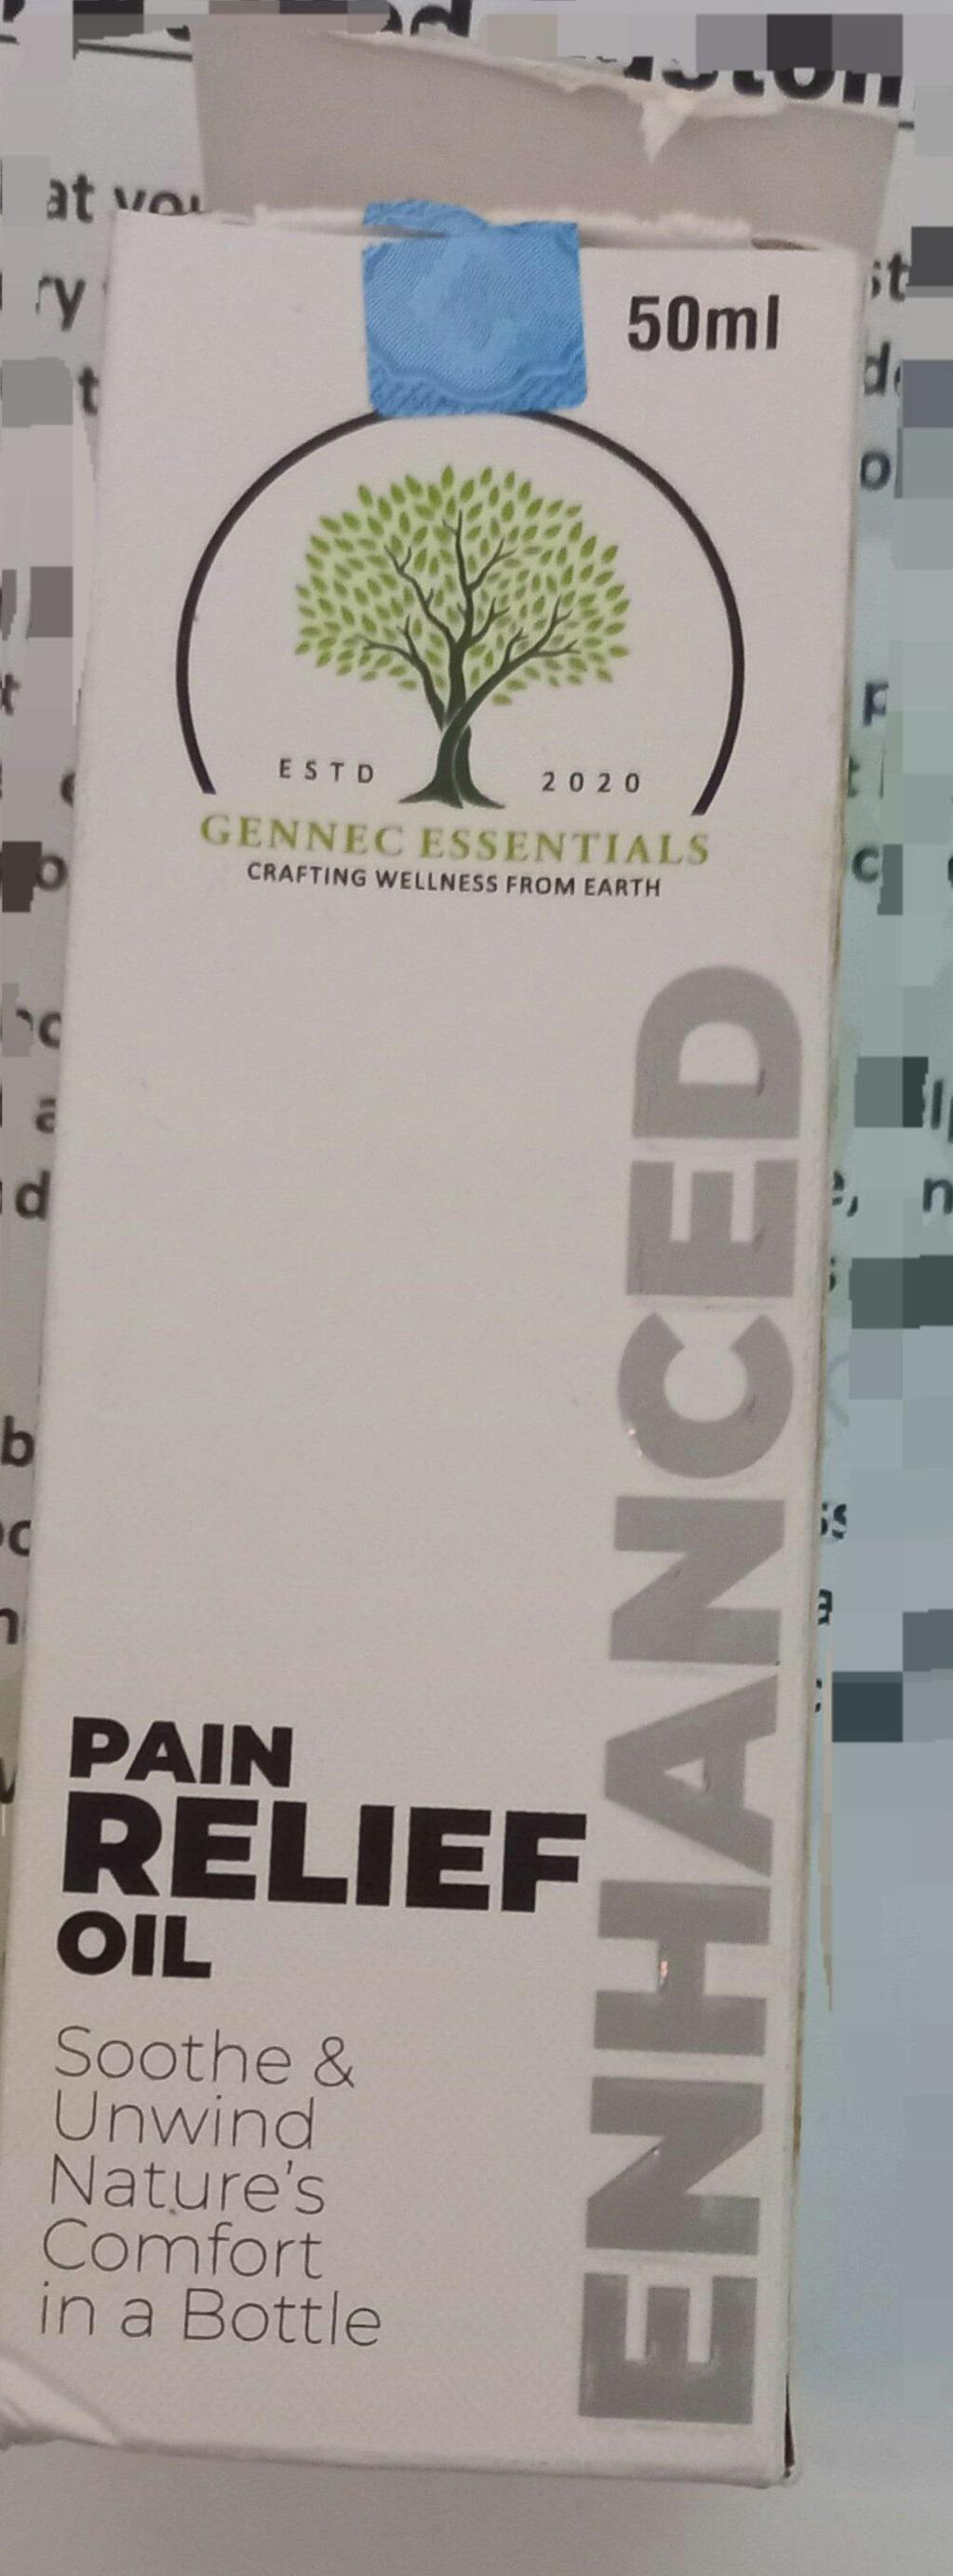 50ml
ESTD 2020
GENNEC ESSENTIALS
CRAFTING WELLNESS FROM EARTH
ENHANCED
PAIN
RELIEF
OIL
Soothe &
Unwind
Nature's
Comfort
in a Bottle